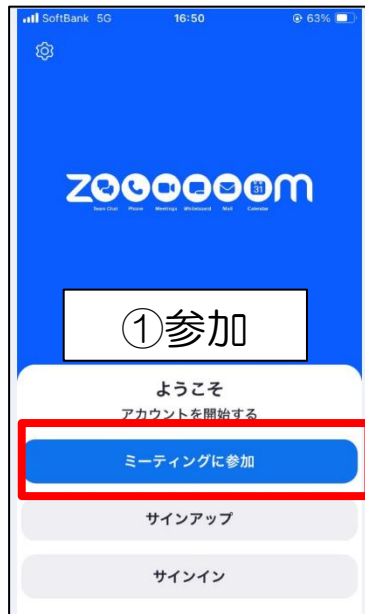 SoftBank 5G 16:50 63%
zoooooom
Team Chat Phone Meetings Whiteboard Mail Calendar
31
①参加
ようこそ
アカウントを開始する
ミーティングに参加
サインアップ
サインイン